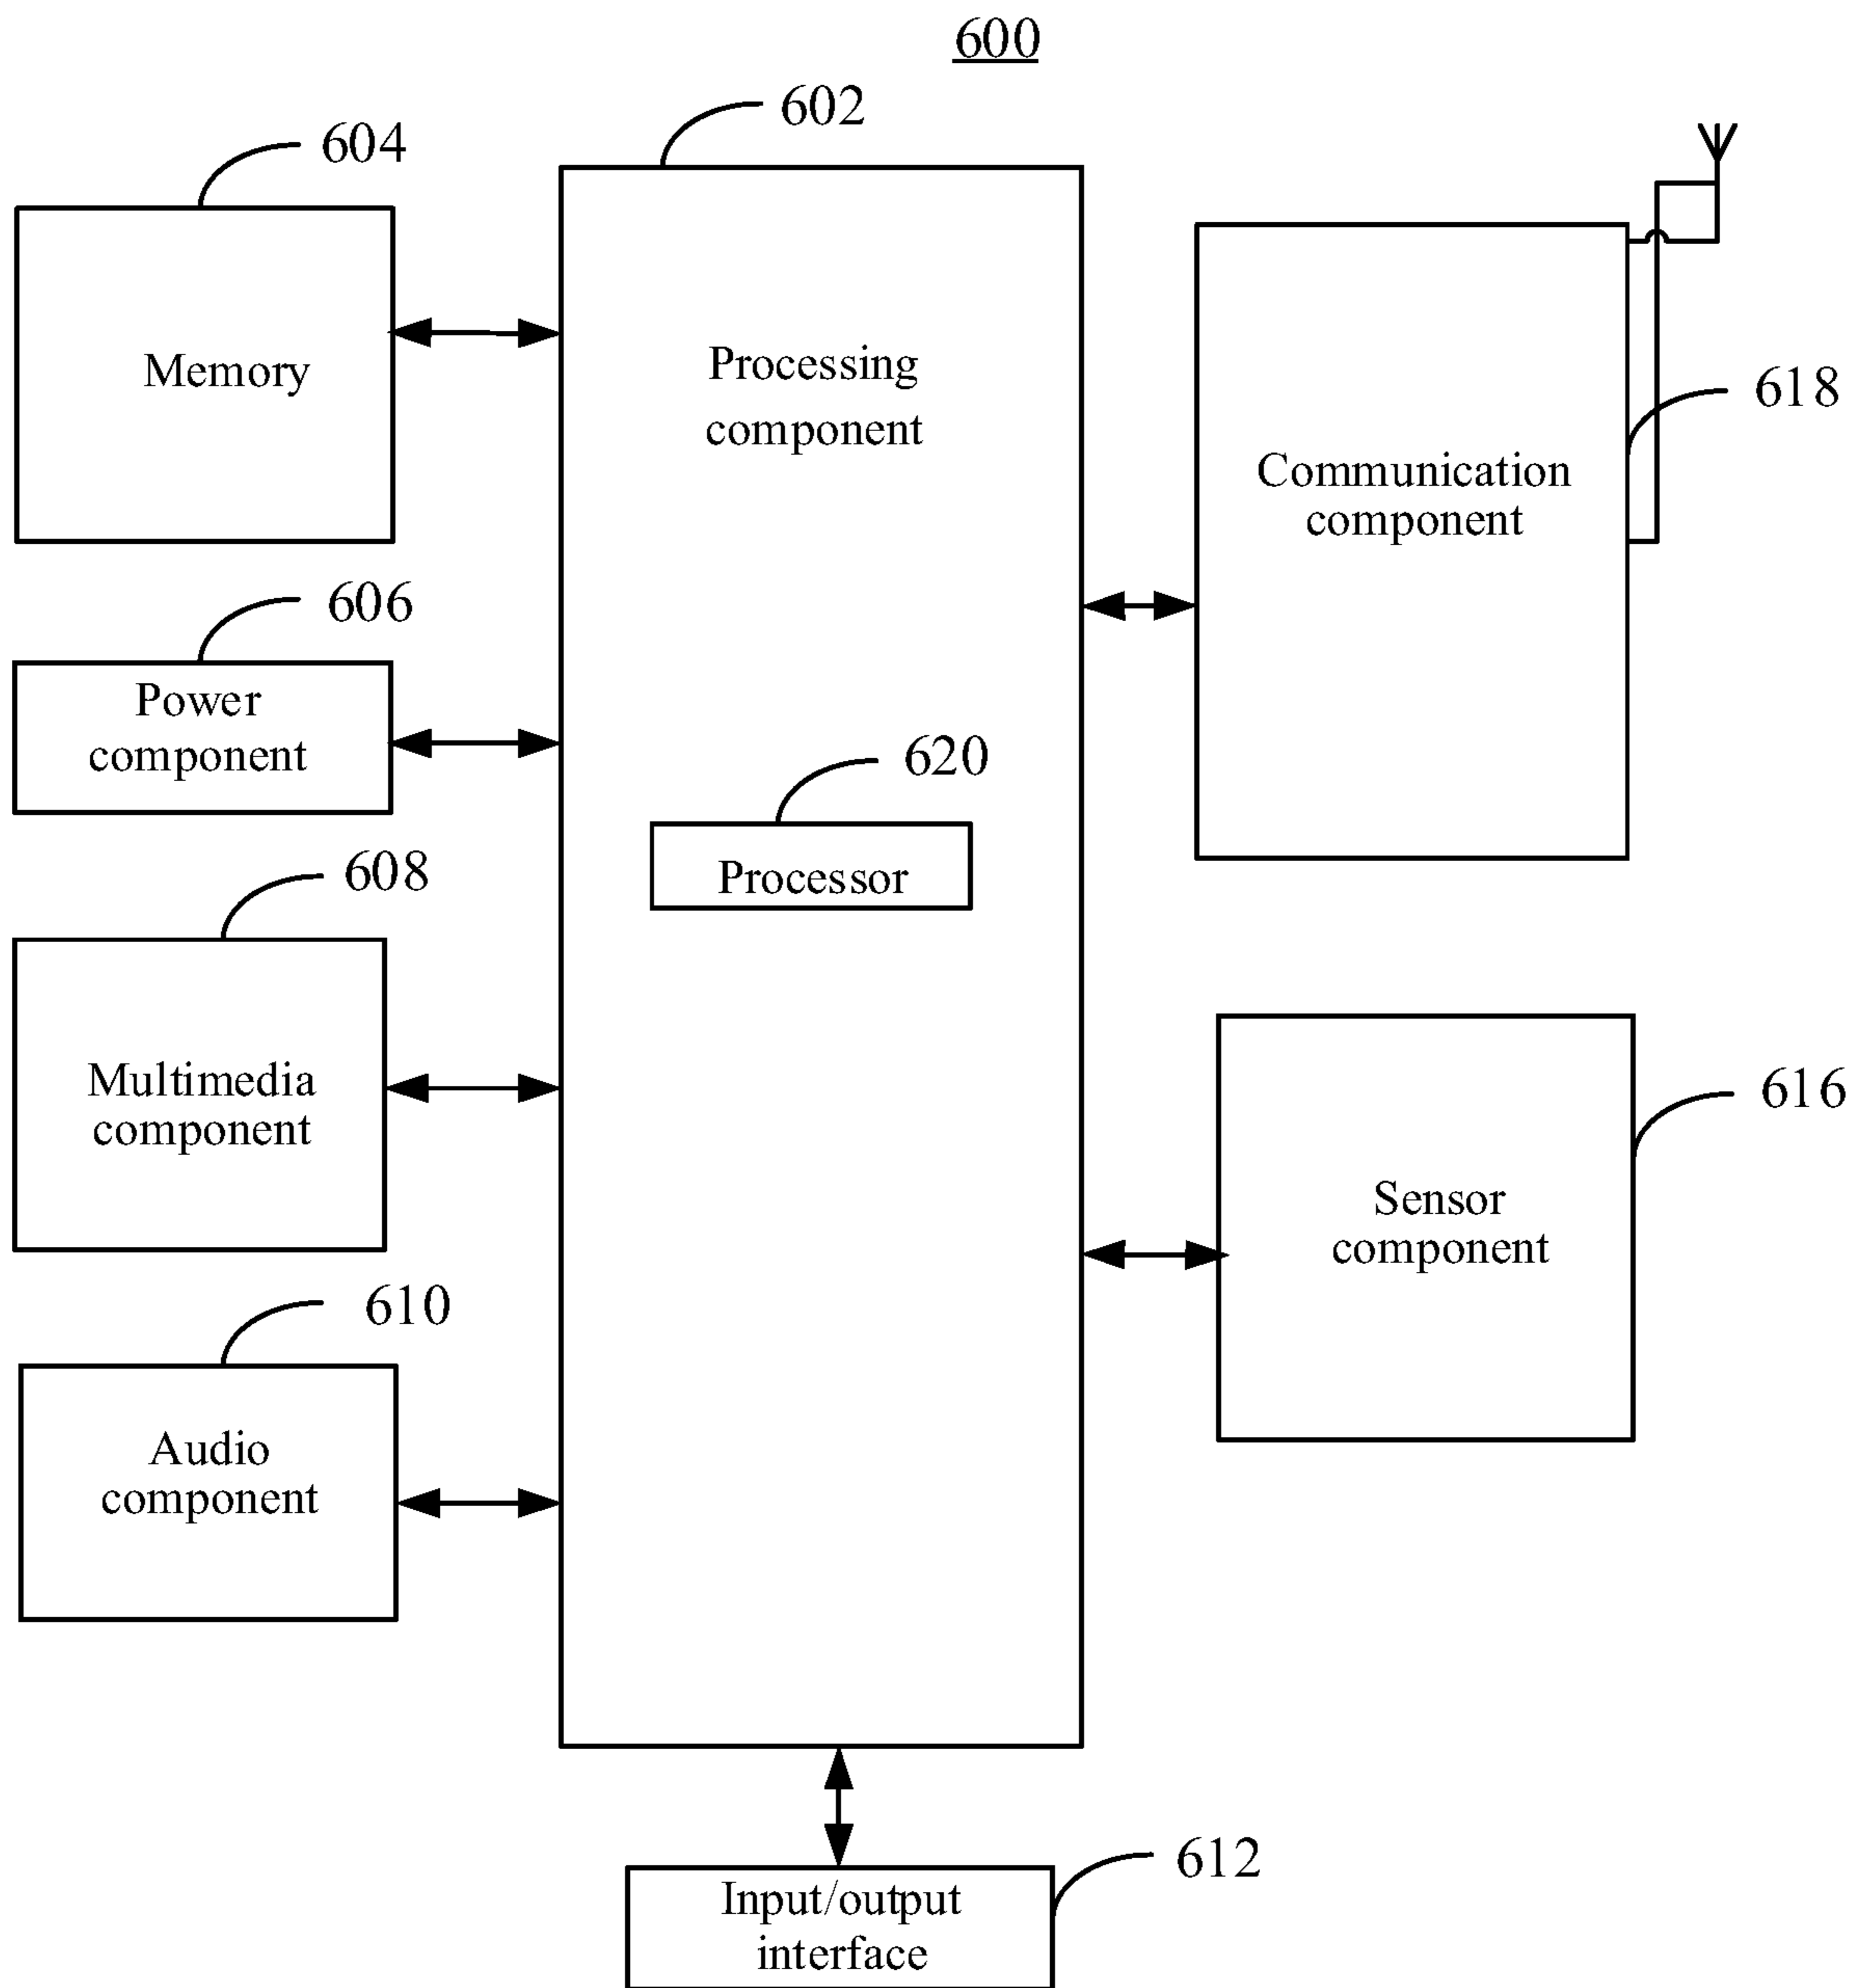 600
602
604
Memory
Processing
component
618
Communication
component
606
Power
component
620
Processor
608
Multimedia
component
616
Sensor
component
610
Audio
component
612
Input/output
interface